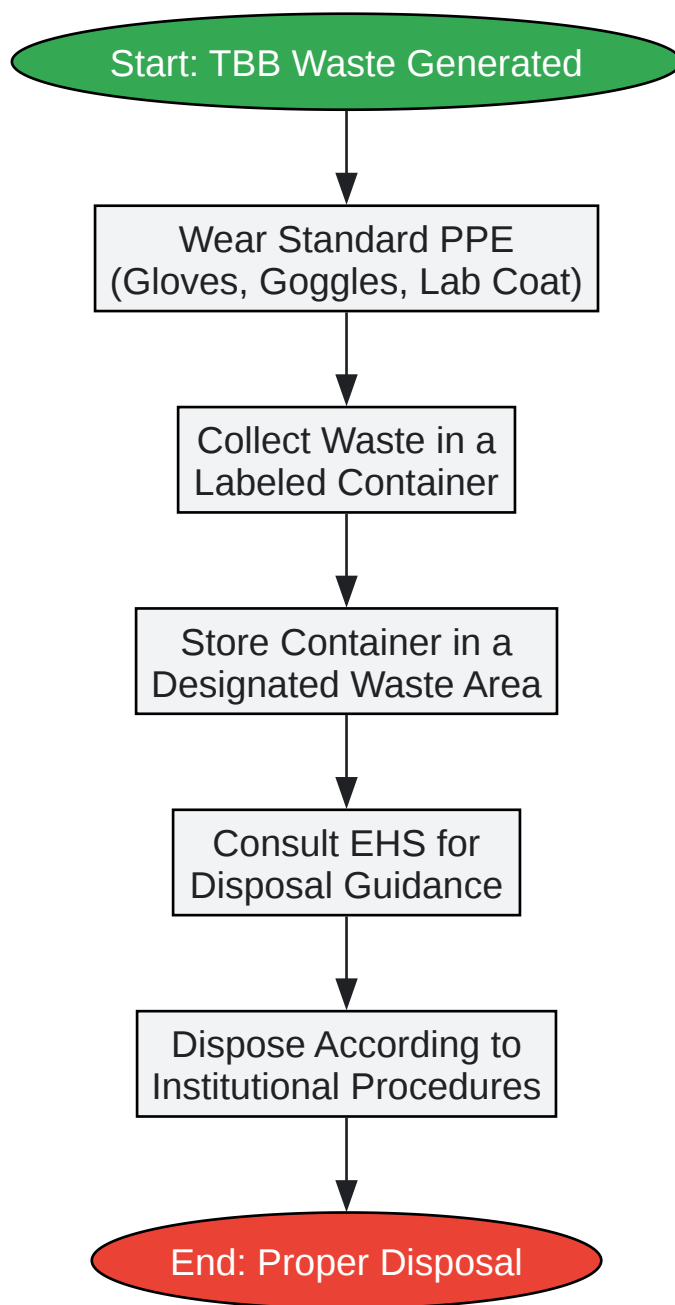 Start: TBB Waste Generated
Wear Standard PPE
(Gloves, Goggles, Lab Coat)
Collect Waste in a
Labeled Container
Store Container in a
Designated Waste Area
Consult EHS for
Disposal Guidance
Dispose According to
Institutional Procedures
End: Proper Disposal